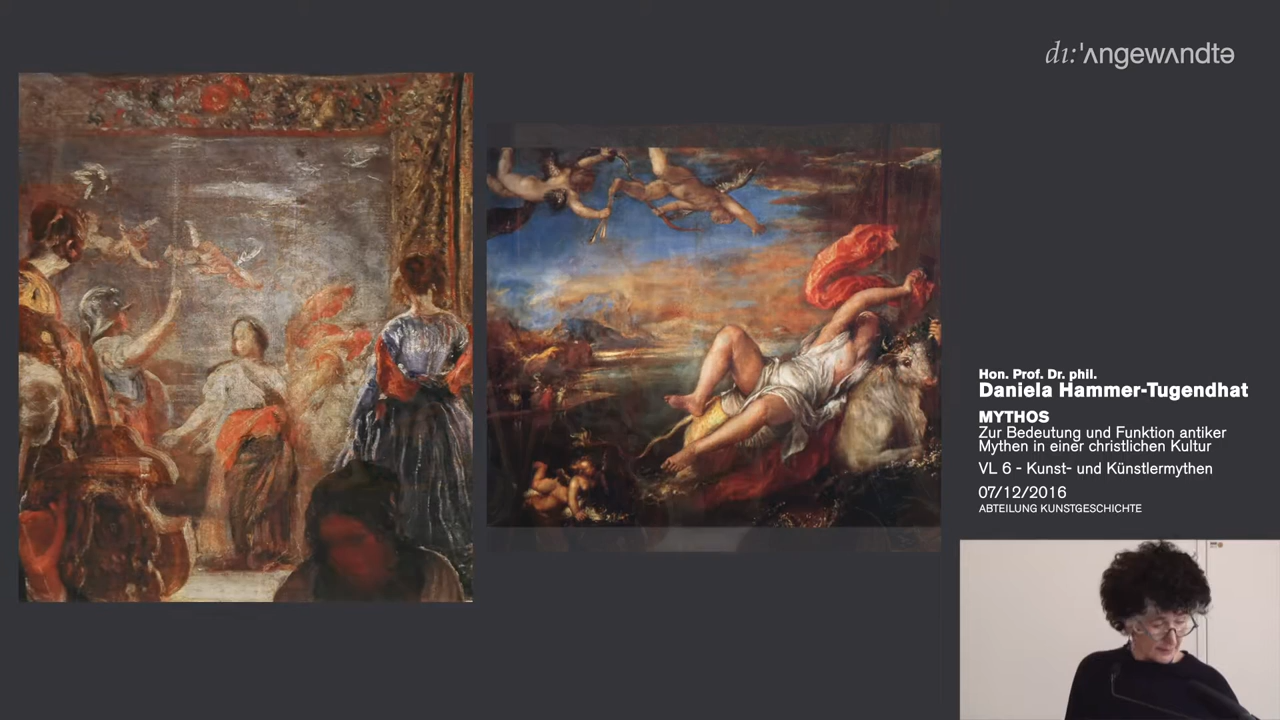 dı:ˈʌngewʌndtə
Hon. Prof. Dr. phil.
Daniela Hammer-Tugendhat
MYTHOS
Zur Bedeutung und Funktion antiker
Mythen in einer christlichen Kultur
VL 6 - Kunst- und Künstlermythen
07/12/2016
ABTEILUNG KUNSTGESCHICHTE